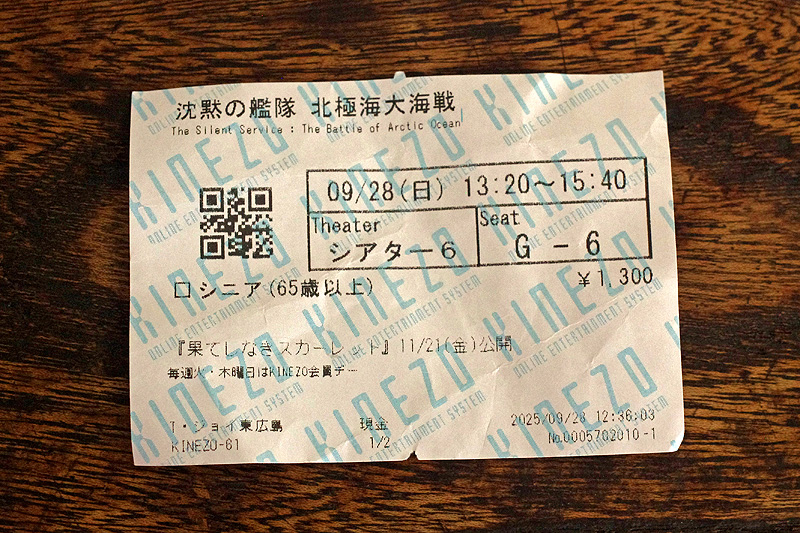 沈黙の艦隊 北極海大海戦
The Silent Service : The Battle of Arctic Ocean
09/28(日) 13:20～15:40
Theater
シアター6
Seat
G - 6
¥1,300
□ シニア(65歳以上)
『果てしなきスカーレット』11/21(金)公開
毎週火・木曜日はKINEZO会員デー
T・ジョイ東広島
現金
2025/09/28 12:36:03
KINEZO-61
1/2
No.0005702010-1
KINEZO
ONLINE ENTERTAINMENT SYSTEM